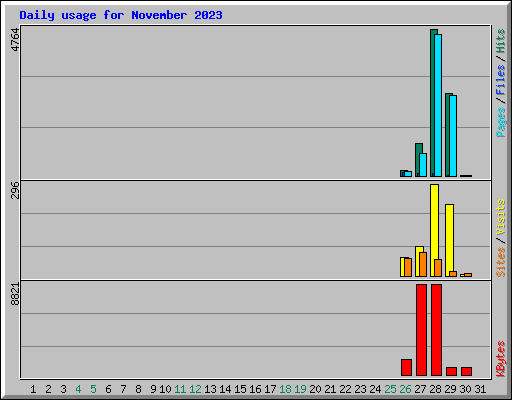 Daily usage for November 2023
4764
296
8821
Pages / Files / Hits
Sites / Visits
KBytes
1 2 3 4 5 6 7 8 9 10 11 12 13 14 15 16 17 18 19 20 21 22 23 24 25 26 27 28 29 30 31